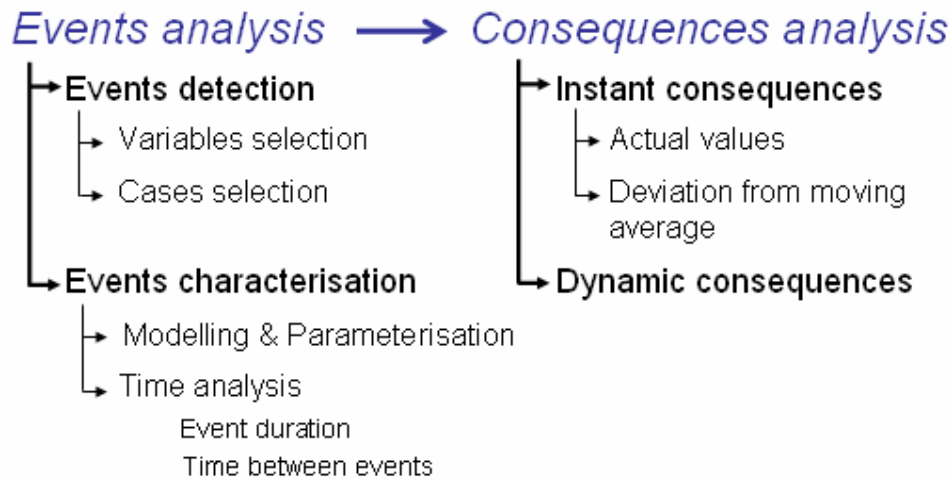 Events analysis
Events detection
Variables selection
Cases selection
Events characterisation
Modelling & Parameterisation
Time analysis
Event duration
Time between events
Consequences analysis
Instant consequences
Actual values
Deviation from moving
average
Dynamic consequences